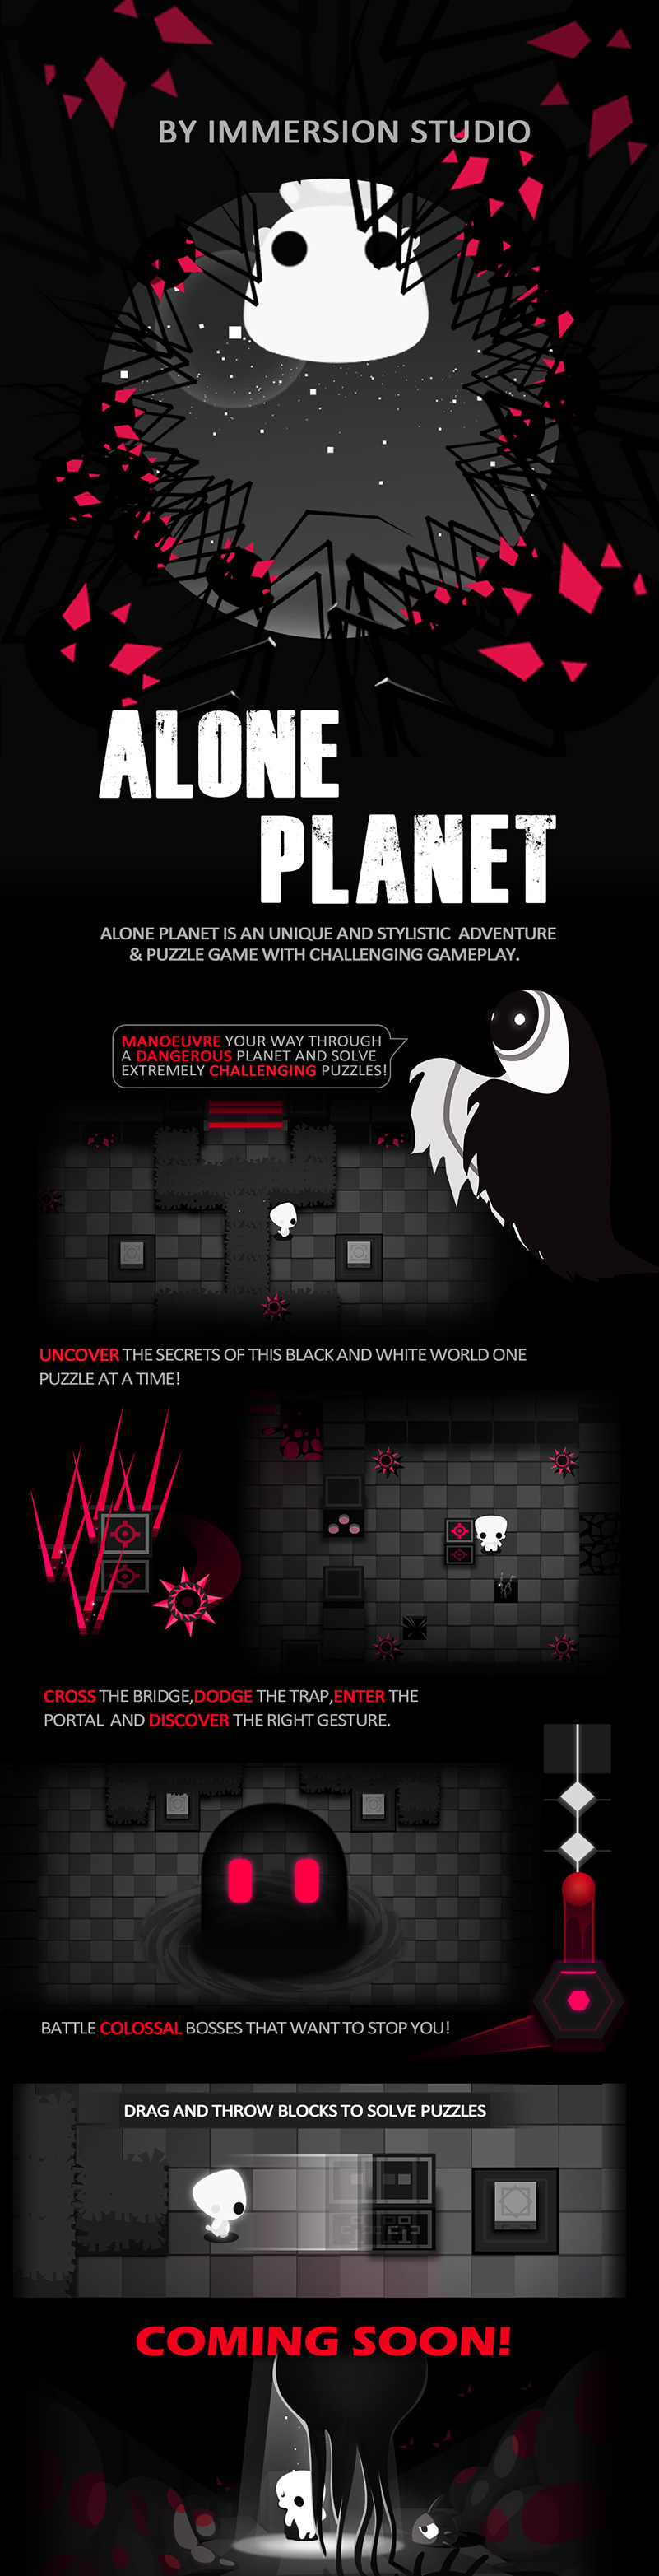 BY IMMERSION STUDIO
ALONE
PLANET
ALONE PLANET IS AN UNIQUE AND STYLISTIC ADVENTURE
& PUZZLE GAME WITH CHALLENGING GAMEPLAY.
MANOEUVRE YOUR WAY THROUGH
A DANGEROUS PLANET AND SOLVE
EXTREMELY CHALLENGING PUZZLES!
UNCOVER THE SECRETS OF THIS BLACK AND WHITE WORLD ONE
PUZZLE AT A TIME!
CROSS THE BRIDGE,DODGE THE TRAP,ENTER THE
PORTAL AND DISCOVER THE RIGHT GESTURE.
BATTLE COLOSSAL BOSSES THAT WANT TO STOP YOU!
DRAG AND THROW BLOCKS TO SOLVE PUZZLES
COMING SOON!